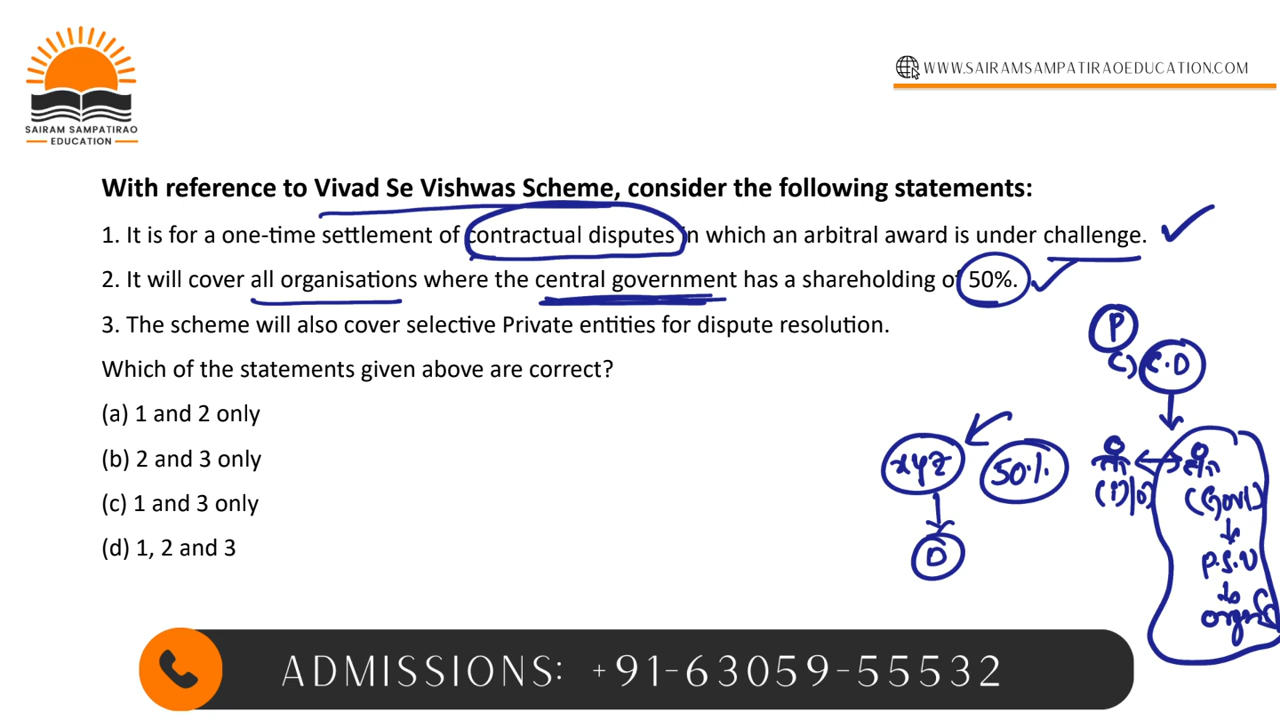 SAIRAM SAMPATIRAO
EDUCATION
WWW.SAIRAMSAMPATIRAOEDUCATION.COM
With reference to Vivad Se Vishwas Scheme, consider the following statements:
1. It is for a one-time settlement of contractual disputes in which an arbitral award is under challenge.
2. It will cover all organisations where the central government has a shareholding of 50%.
3. The scheme will also cover selective Private entities for dispute resolution.
Which of the statements given above are correct?
(a) 1 and 2 only
(b) 2 and 3 only
(c) 1 and 3 only
(d) 1, 2 and 3
P
C.D
xyz
50%
D
(Govt)
P.S.U
ADMISSIONS: +91-63059-55532